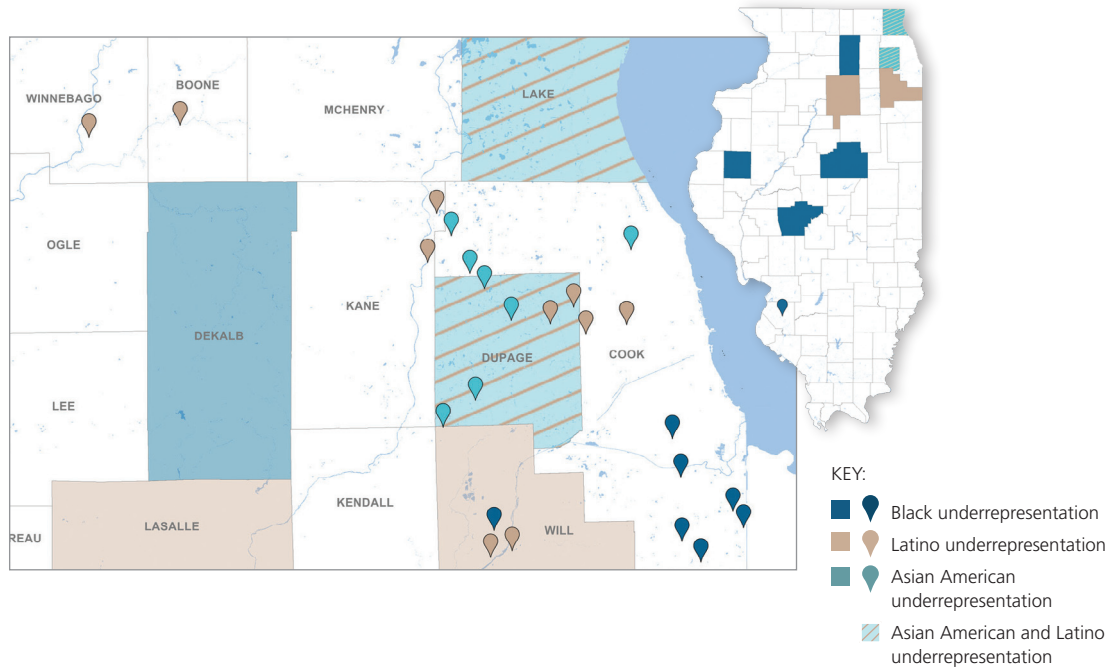 WINNEBAGO
BOONE
MCHENRY
LAKE
OGLE
KANE
DEKALB
DUPAGE
COOK
LEE
KENDALL
LASALLE
WILL
REAU
KEY:
Black underrepresentation
Latino underrepresentation
Asian American
underrepresentation
Asian American and Latino
underrepresentation